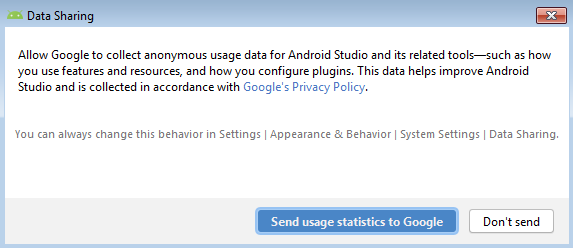 Data Sharing
Allow Google to collect anonymous usage data for Android Studio and its related tools—such as how
you use features and resources, and how you configure plugins. This data helps improve Android
Studio and is collected in accordance with Google's Privacy Policy.
You can always change this behavior in Settings | Appearance & Behavior | System Settings | Data Sharing.
Send usage statistics to Google
Don't send